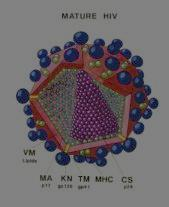 MATURE HIV
VM
Lipids
MA KN TM MHC CS
p17 gp120 gp41 p24